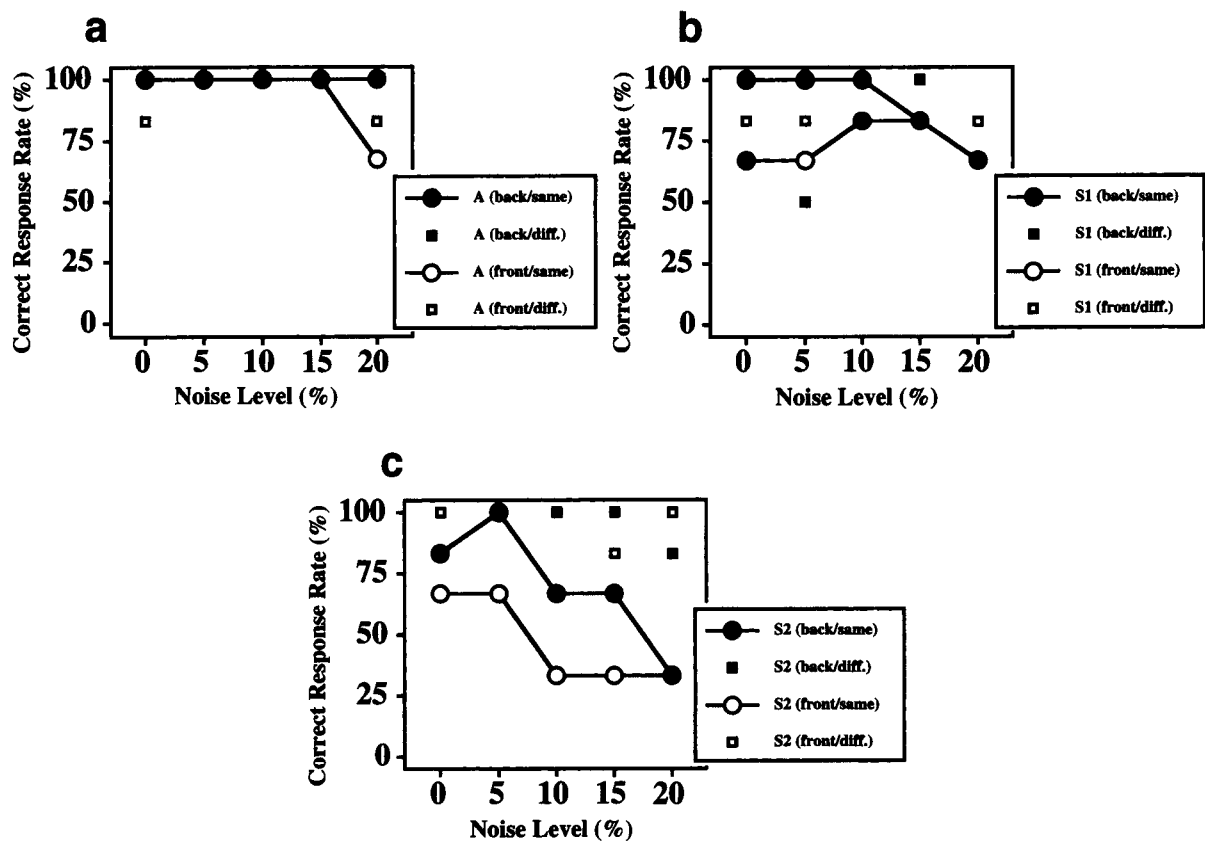 a
Correct Response Rate (%)
100
75
50
25
0
0 5 10 15 20
Noise Level (%)
A (back/same)
A (back/diff.)
A (front/same)
A (front/diff.)
b
Correct Response Rate (%)
100
75
50
25
0
0 5 10 15 20
Noise Level (%)
S1 (back/same)
S1 (back/diff.)
S1 (front/same)
S1 (front/diff.)
c
Correct Response Rate (%)
100
75
50
25
0
0 5 10 15 20
Noise Level (%)
S2 (back/same)
S2 (back/diff.)
S2 (front/same)
S2 (front/diff.)